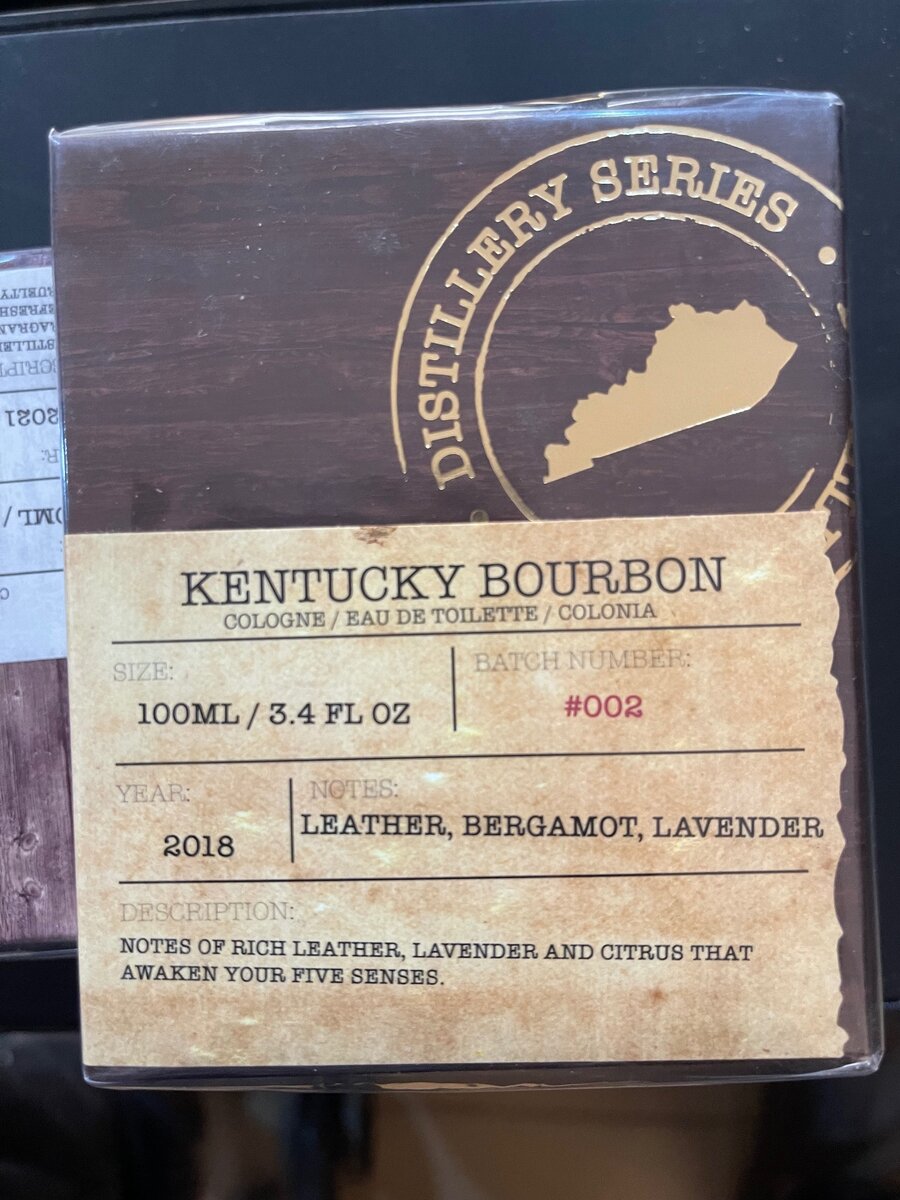 DISTILLERY SERIES
KENTUCKY BOURBON
COLOGNE / EAU DE TOILETTE / COLONIA
SIZE:
100ML / 3.4 FL OZ
BATCH NUMBER:
#002
YEAR:
2018
NOTES:
LEATHER, BERGAMOT, LAVENDER
DESCRIPTION:
NOTES OF RICH LEATHER, LAVENDER AND CITRUS THAT
AWAKEN YOUR FIVE SENSES.
2021